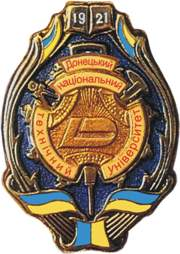 1921
Донецький
національний
технічний
університет